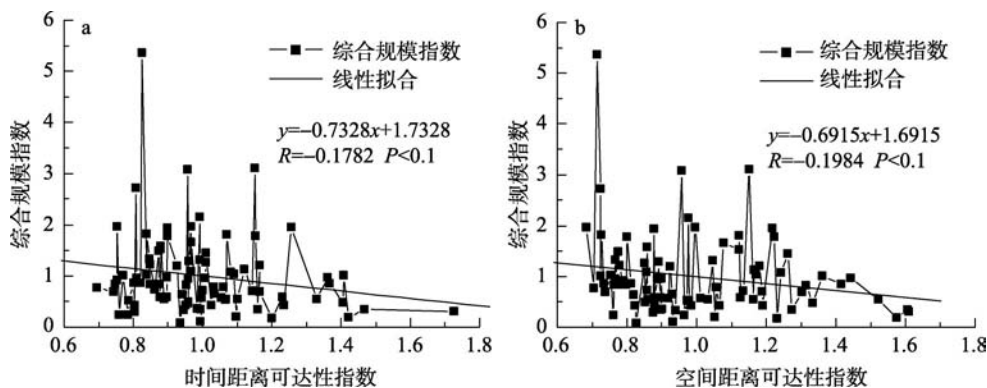 a
综合规模指数
线性拟合
y=−0.7328x+1.7328
R=−0.1782 P<0.1
综合规模指数
6
5
4
3
2
1
0
0.6 0.8 1.0 1.2 1.4 1.6 1.8
时间距离可达性指数
b
综合规模指数
线性拟合
y=−0.6915x+1.6915
R=−0.1984 P<0.1
综合规模指数
6
5
4
3
2
1
0
0.6 0.8 1.0 1.2 1.4 1.6 1.8
空间距离可达性指数